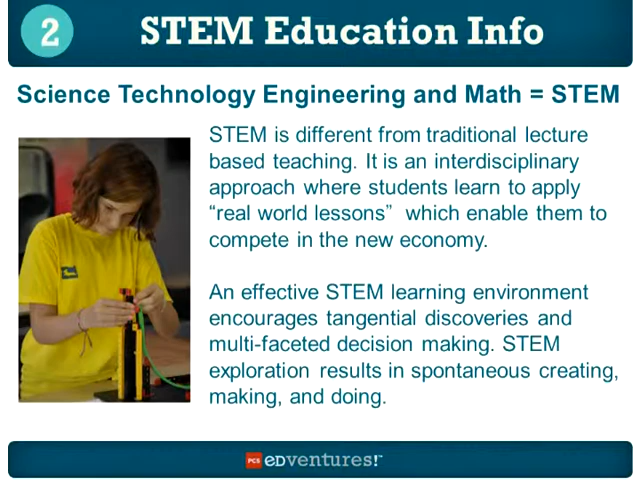 2
STEM Education Info
Science Technology Engineering and Math = STEM
STEM is different from traditional lecture
based teaching. It is an interdisciplinary
approach where students learn to apply
“real world lessons” which enable them to
compete in the new economy.
An effective STEM learning environment
encourages tangential discoveries and
multi-faceted decision making. STEM
exploration results in spontaneous creating,
making, and doing.
PCS eDventures!™